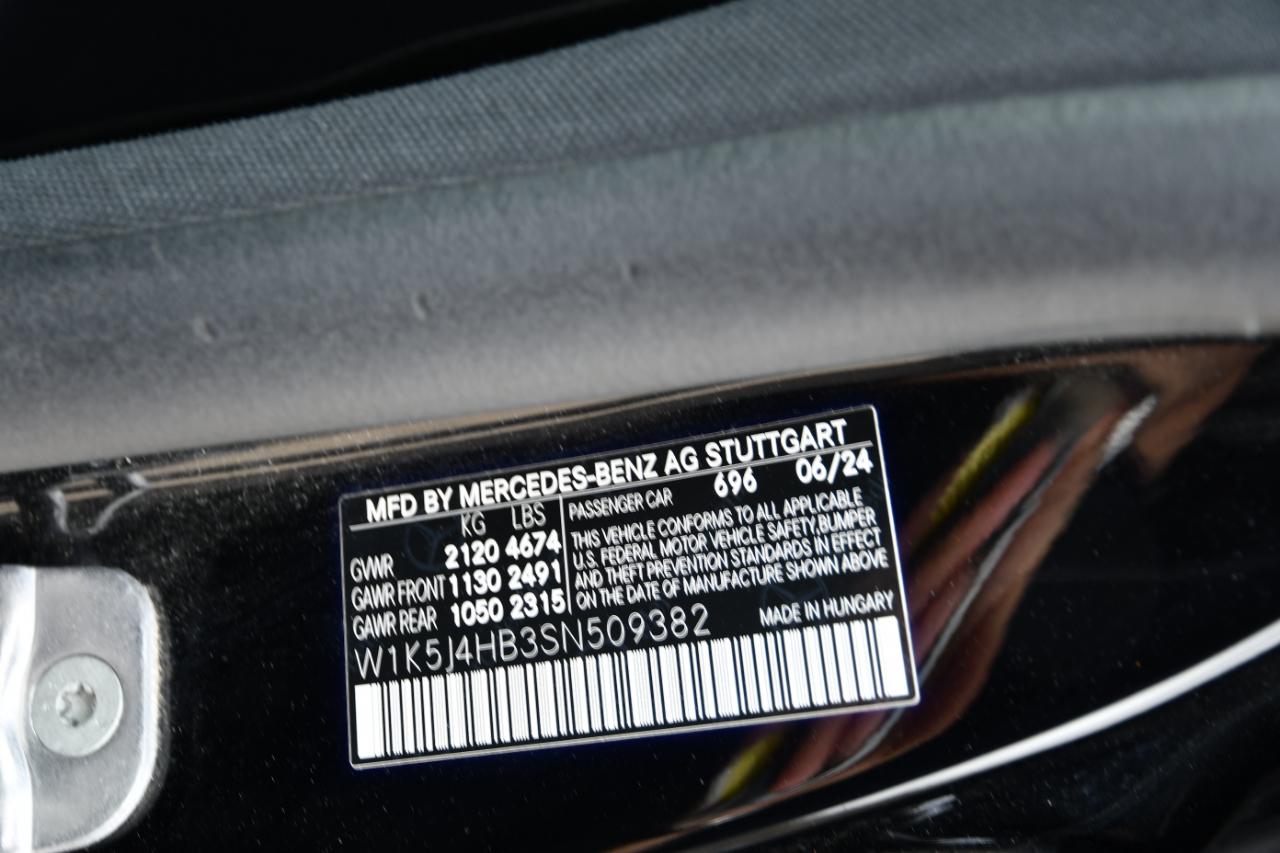 MFD BY MERCEDES-BENZ AG STUTTGART
KG LBS
GVWR 2120 4674
GAWR FRONT 1130 2491
GAWR REAR 1050 2315
PASSENGER CAR 696 06/24
THIS VEHICLE CONFORMS TO ALL APPLICABLE
U.S. FEDERAL MOTOR VEHICLE SAFETY,BUMPER
AND THEFT PREVENTION STANDARDS IN EFFECT
ON THE DATE OF MANUFACTURE SHOWN ABOVE
W1K5J4HB3SN509382
MADE IN HUNGARY